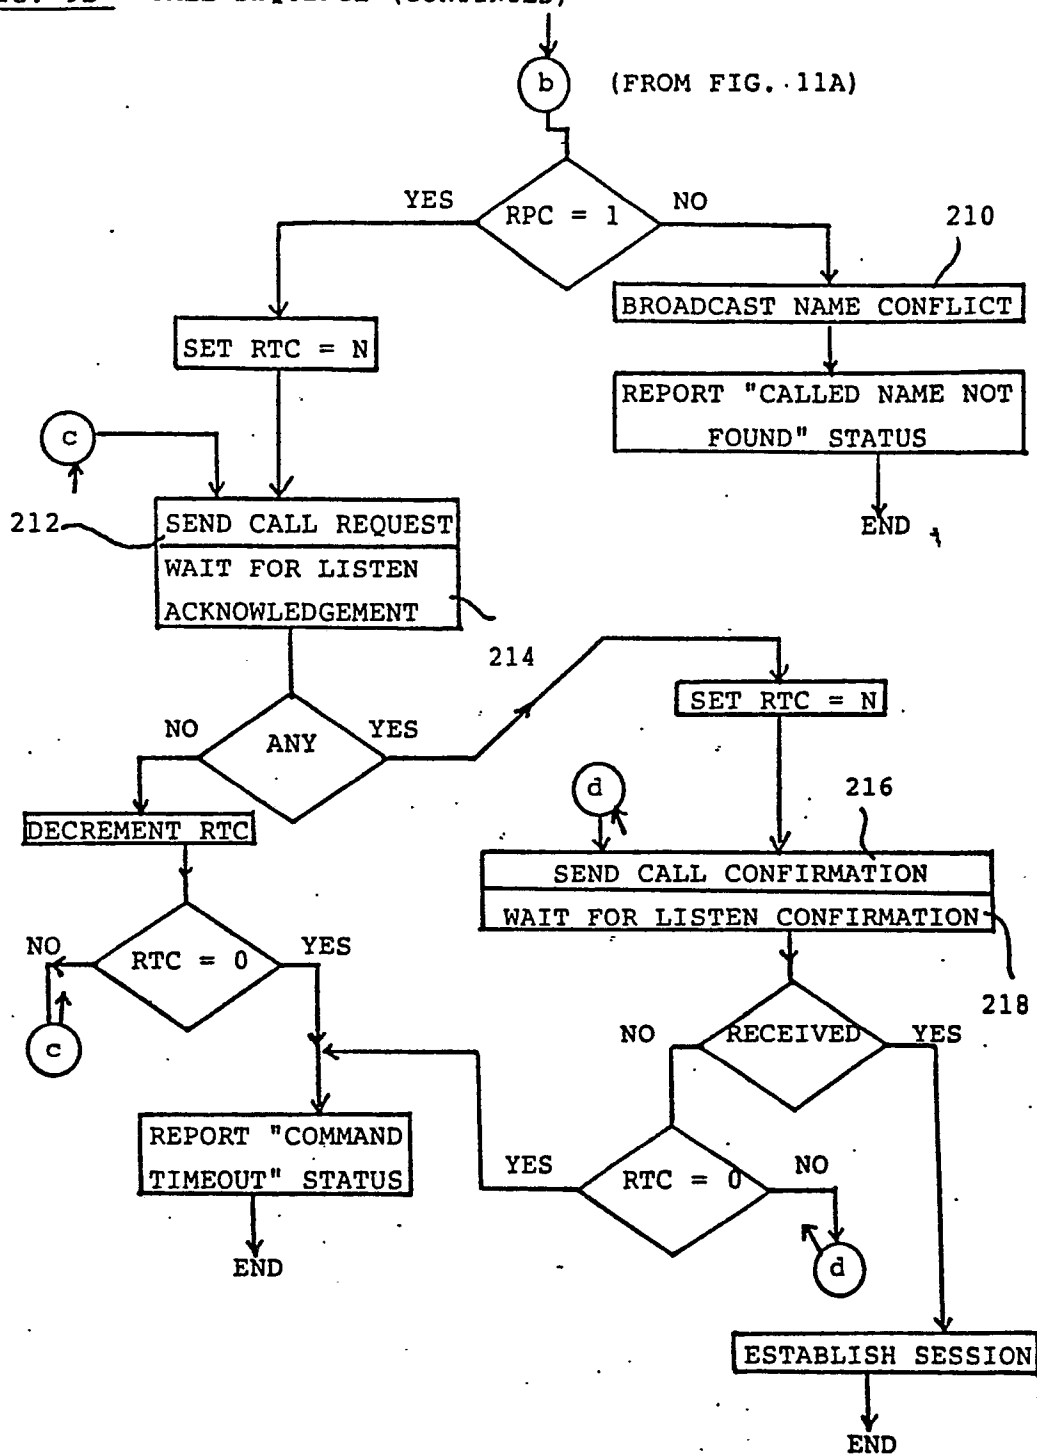 (CONTINUED)
b (FROM FIG. 11A)
YES RPC = 1 NO
210
BROADCAST NAME CONFLICT
SET RTC = N
REPORT "CALLED NAME NOT
FOUND" STATUS
c
END
212
SEND CALL REQUEST
WAIT FOR LISTEN
ACKNOWLEDGEMENT
214
SET RTC = N
NO ANY YES
d
216
DECREMENT RTC
SEND CALL CONFIRMATION
WAIT FOR LISTEN CONFIRMATION
NO RTC = 0 YES
218
NO RECEIVED YES
c
REPORT "COMMAND
TIMEOUT" STATUS
YES RTC = 0 NO
END
d
ESTABLISH SESSION
END